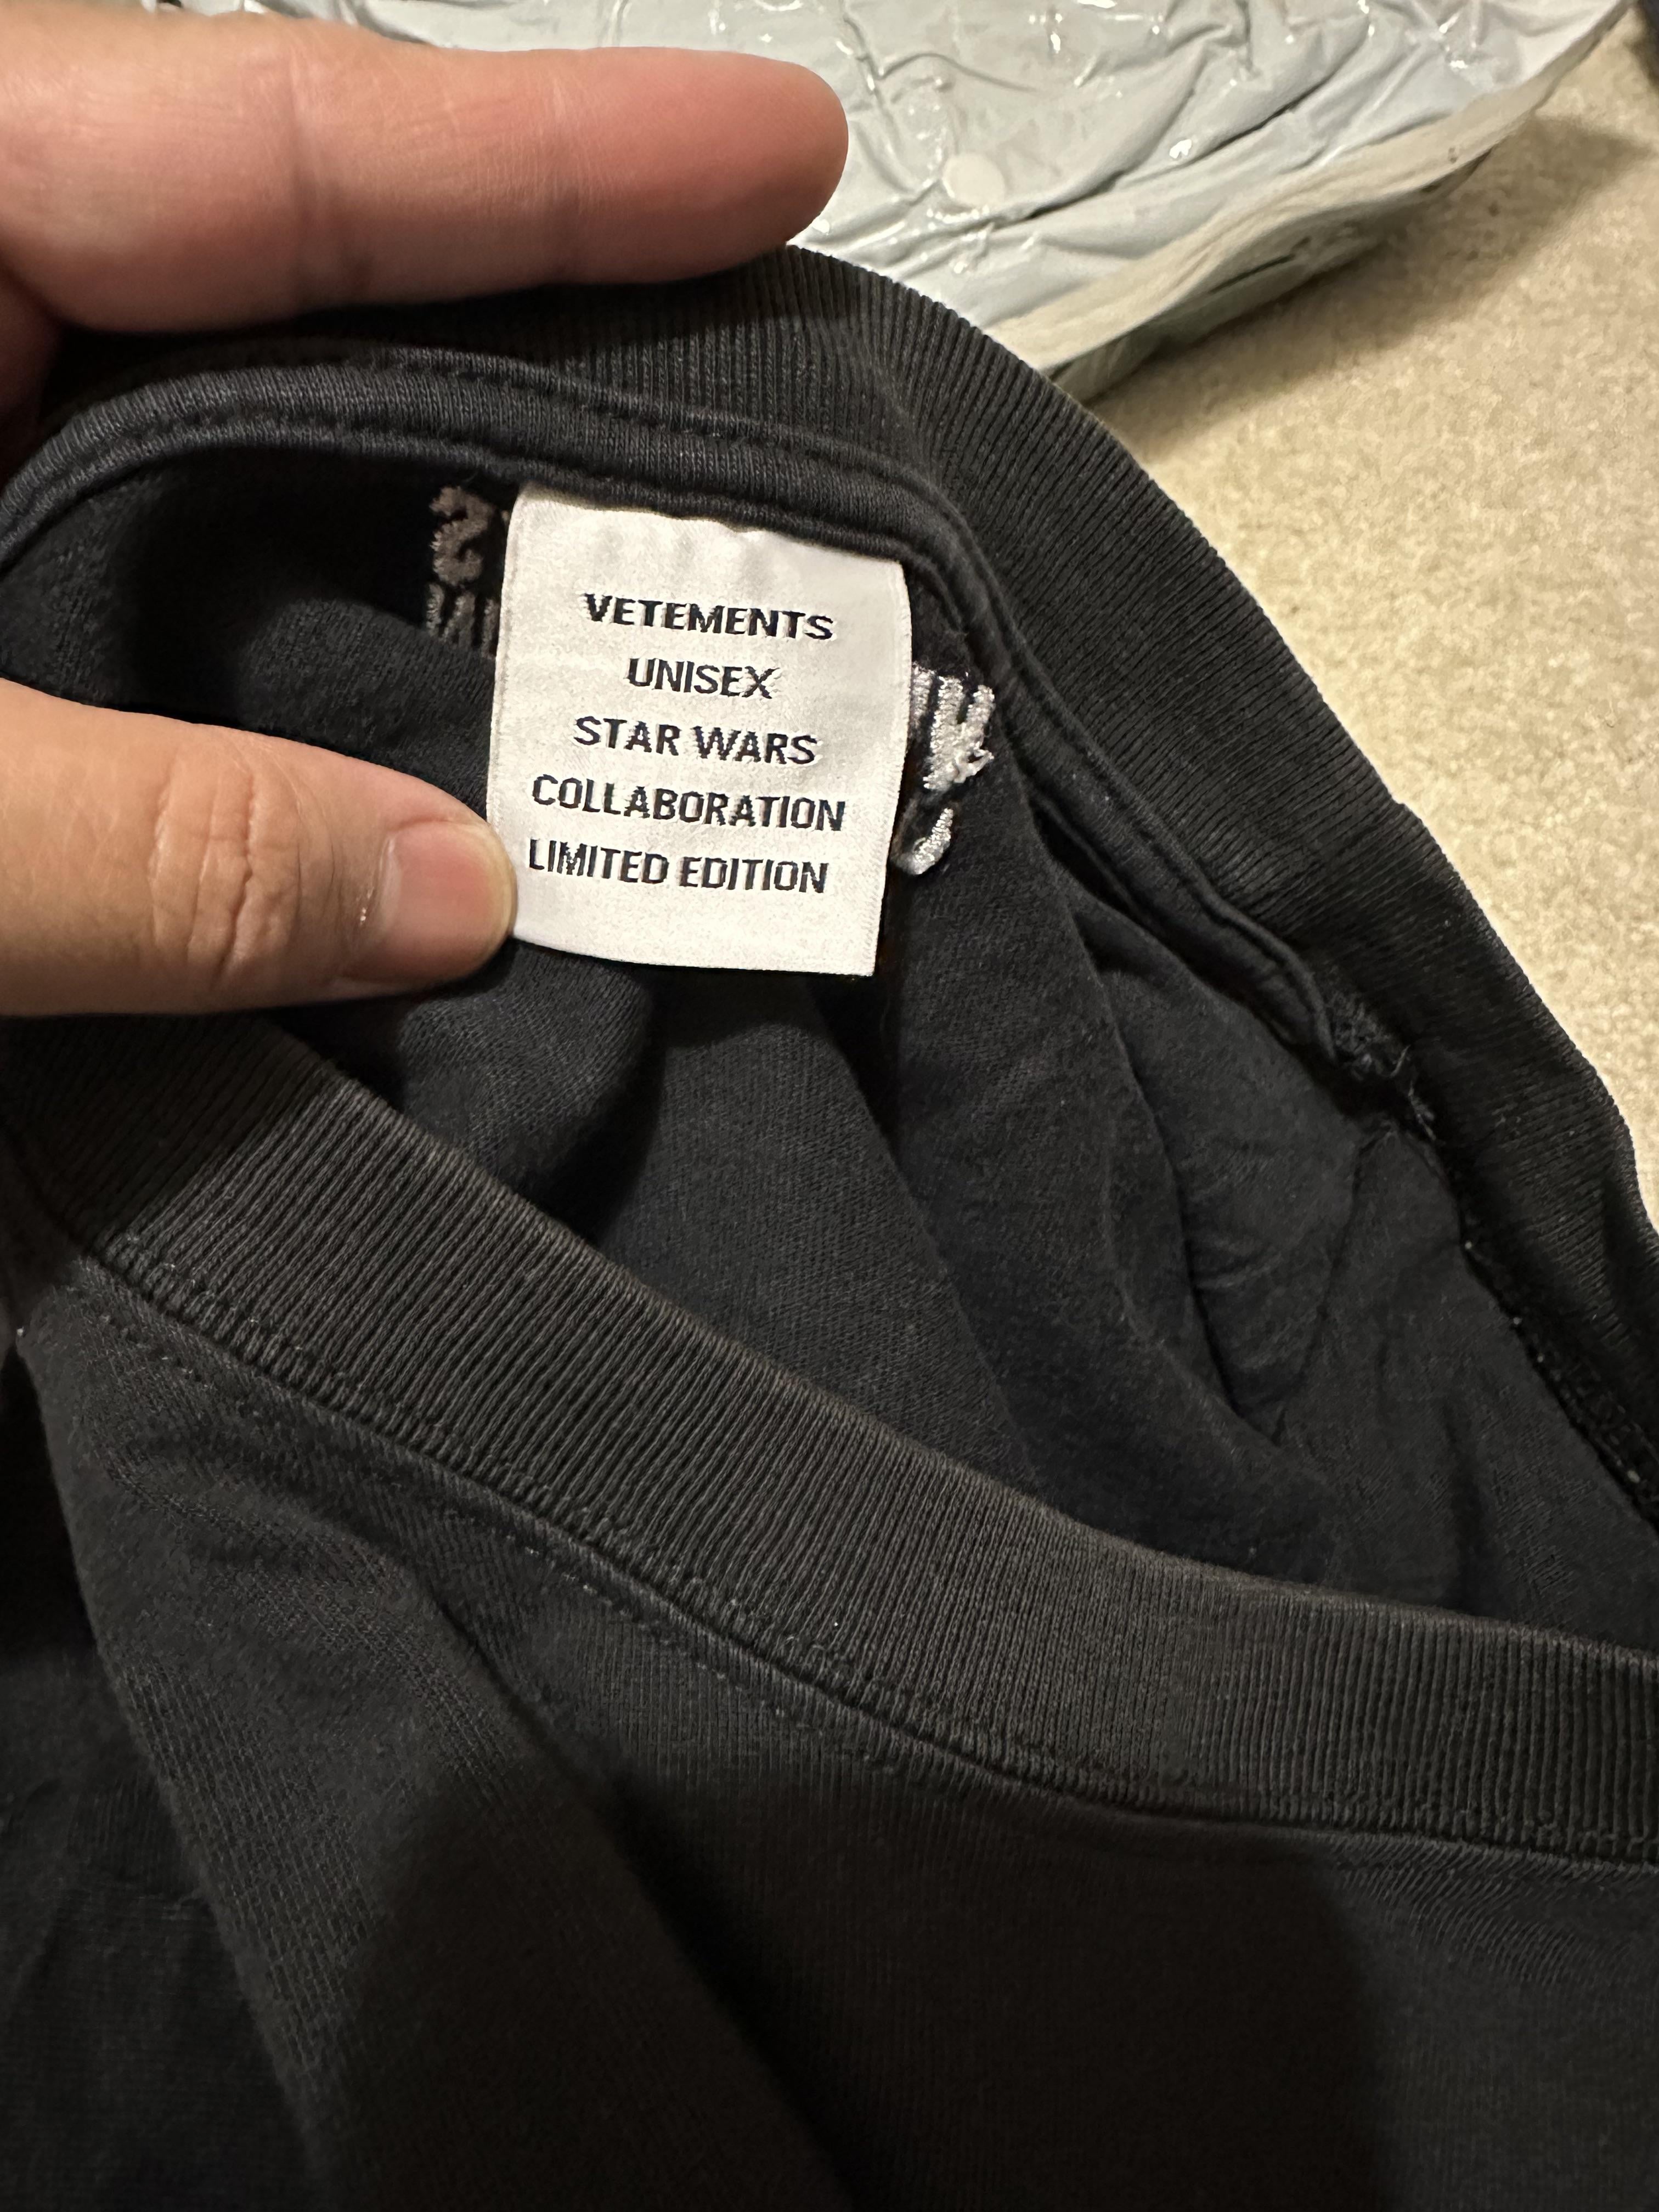 VETEMENTS
UNISEX
STAR WARS
COLLABORATION
LIMITED EDITION